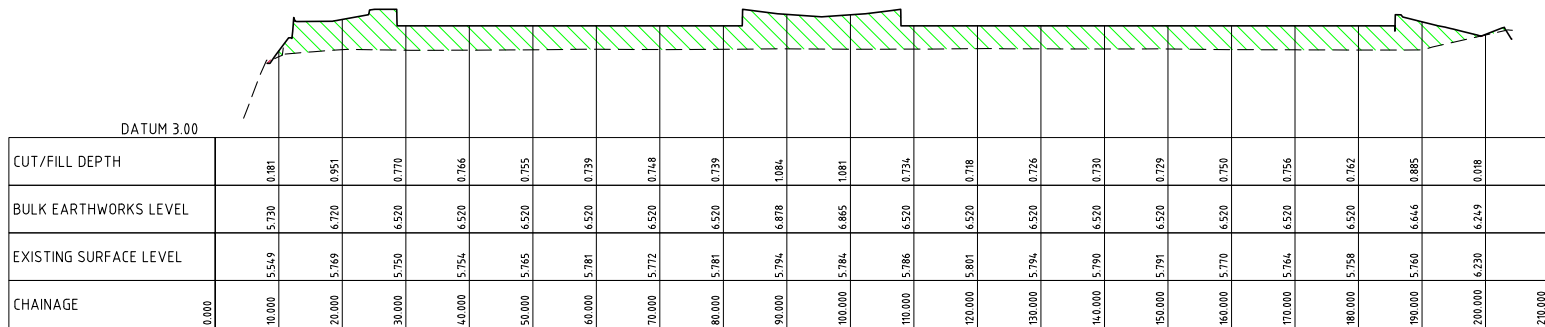 DATUM 3.00
CUT/FILL DEPTH 0.181 0.951 0.770 0.766 0.755 0.739 0.748 0.739 1.084 1.081 0.734 0.718 0.726 0.730 0.729 0.750 0.756 0.762 0.885 0.018
BULK EARTHWORKS LEVEL 5.730 6.720 6.520 6.520 6.520 6.520 6.520 6.520 6.878 6.865 6.520 6.520 6.520 6.520 6.520 6.520 6.520 6.520 6.646 6.249
EXISTING SURFACE LEVEL 5.549 5.769 5.750 5.754 5.765 5.781 5.772 5.781 5.794 5.784 5.786 5.801 5.794 5.790 5.791 5.770 5.764 5.758 5.760 6.230
CHAINAGE 0.000 10.000 20.000 30.000 40.000 50.000 60.000 70.000 80.000 90.000 100.000 110.000 120.000 130.000 140.000 150.000 160.000 170.000 180.000 190.000 200.000 210.000